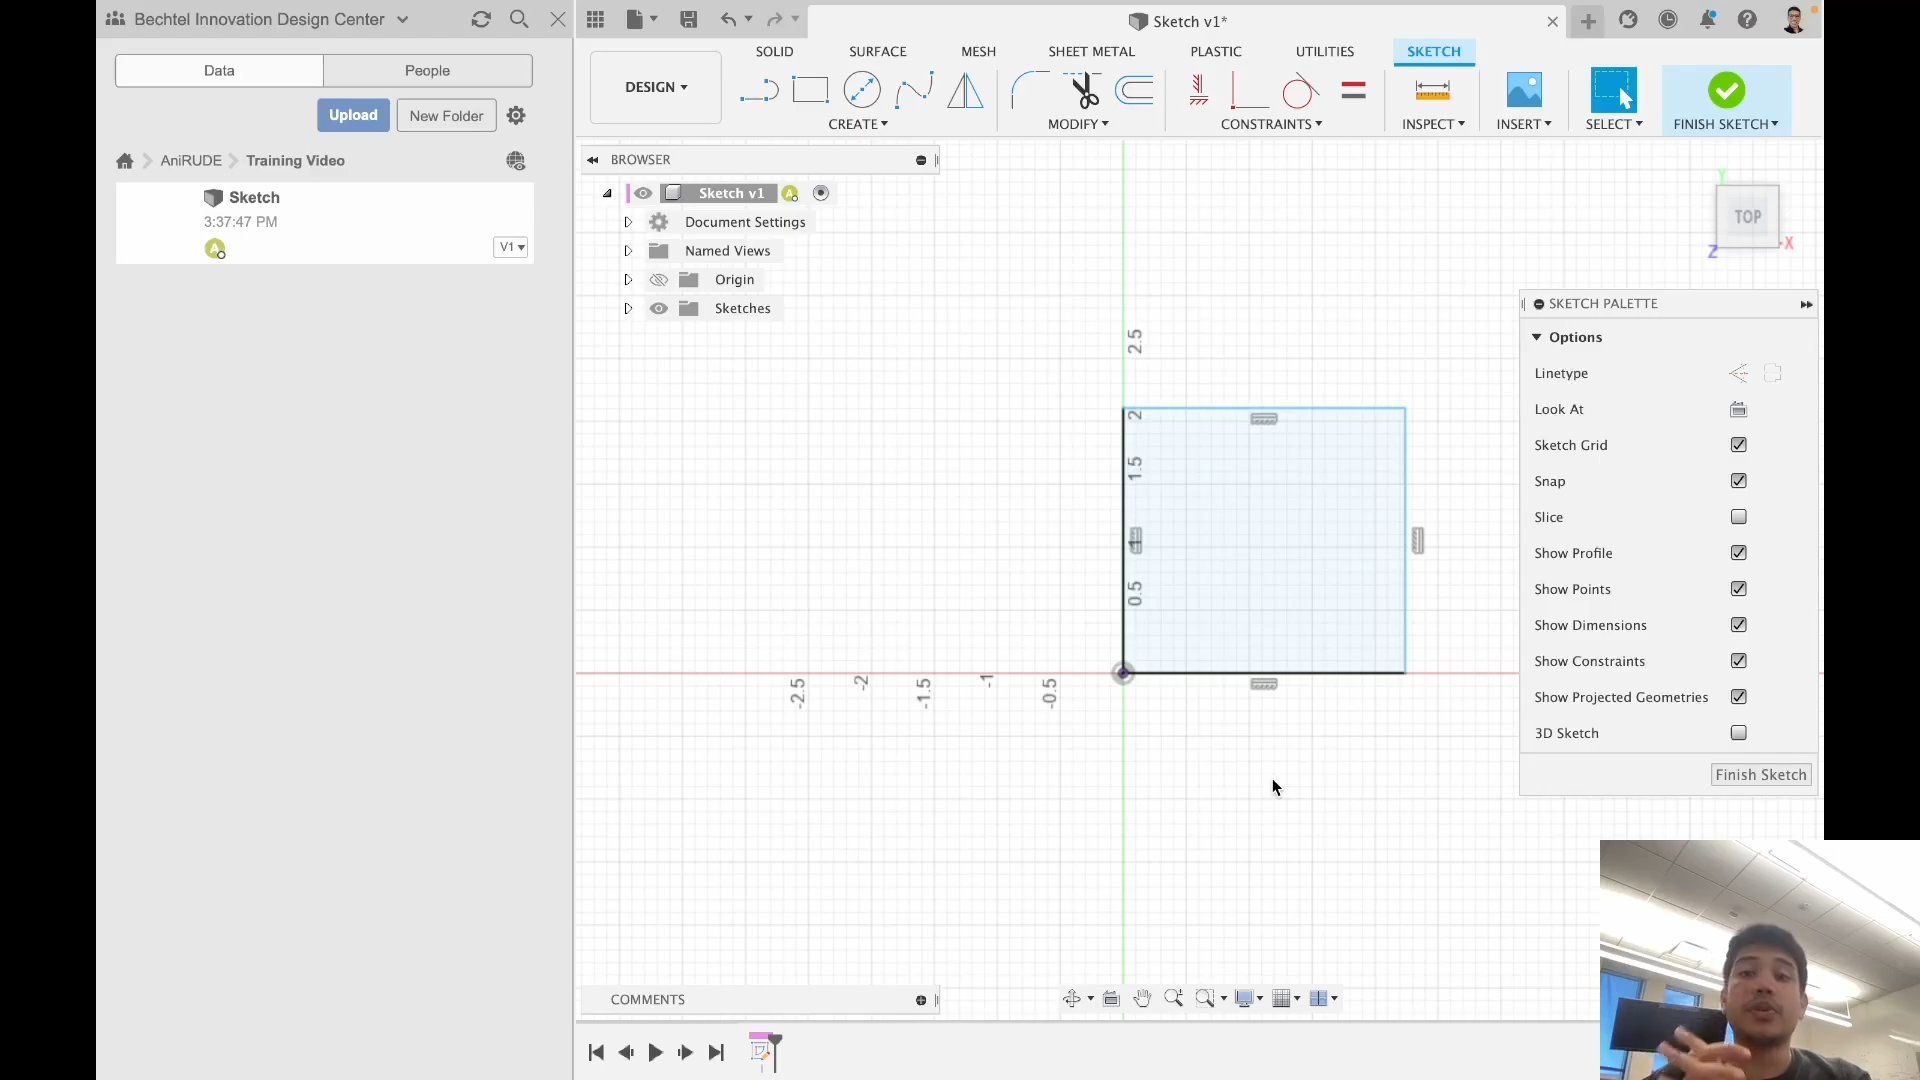 Bechtel Innovation Design Center
Data
People
Upload
New Folder
AniRUDE
Training Video
Sketch
3:37:47 PM
A
V1
Sketch v1*
DESIGN
SOLID
SURFACE
MESH
SHEET METAL
PLASTIC
UTILITIES
SKETCH
CREATE
MODIFY
CONSTRAINTS
INSPECT
INSERT
SELECT
FINISH SKETCH
BROWSER
Sketch v1
A
Document Settings
Named Views
Origin
Sketches
Y
TOP
X
Z
2.5
2
1.5
1
0.5
-2.5
-2
-1.5
-1
-0.5
SKETCH PALETTE
Options
Linetype
Look At
Sketch Grid
Snap
Slice
Show Profile
Show Points
Show Dimensions
Show Constraints
Show Projected Geometries
3D Sketch
Finish Sketch
COMMENTS